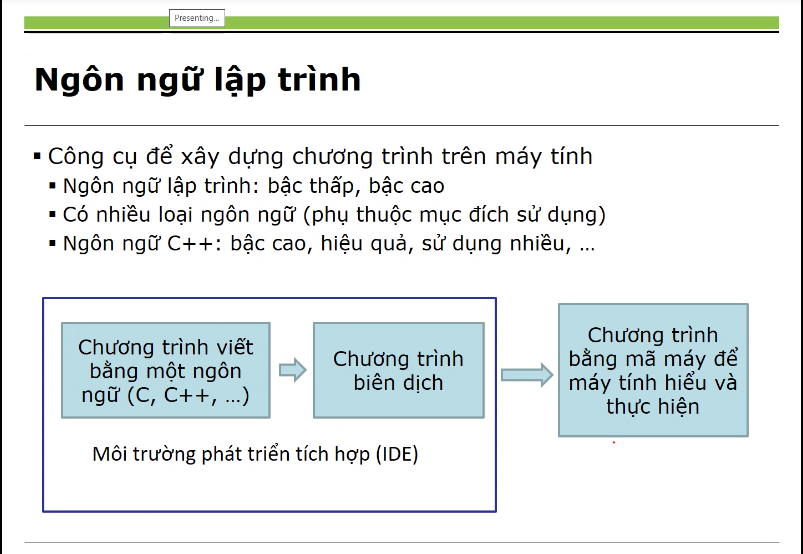 Presenting...
Ngôn ngữ lập trình
▪ Công cụ để xây dựng chương trình trên máy tính
▪ Ngôn ngữ lập trình: bậc thấp, bậc cao
▪ Có nhiều loại ngôn ngữ (phụ thuộc mục đích sử dụng)
▪ Ngôn ngữ C++: bậc cao, hiệu quả, sử dụng nhiều, …
Chương trình viết
bằng một ngôn
ngữ (C, C++, …)
Chương trình
biên dịch
Chương trình
bằng mã máy để
máy tính hiểu và
thực hiện
Môi trường phát triển tích hợp (IDE)